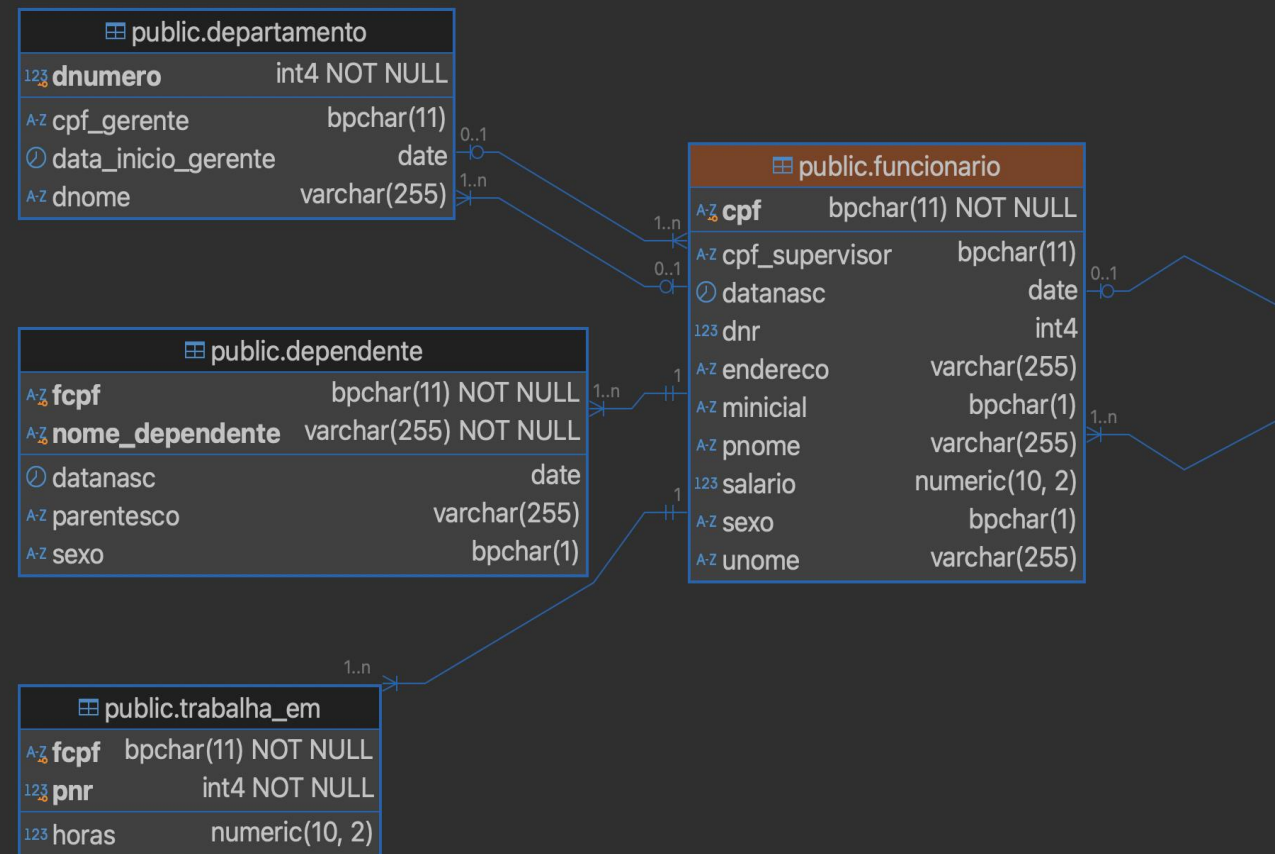 public.departamento
123 dnumero int4 NOT NULL
A-Z cpf_gerente bpchar(11)
data_inicio_gerente date
A-Z dnome varchar(255)
0..1
1..n
1..n
0..1
public.funcionario
A-Z cpf bpchar(11) NOT NULL
A-Z cpf_supervisor bpchar(11)
datanasc date
123 dnr int4
A-Z endereco varchar(255)
A-Z minicial bpchar(1)
A-Z pnome varchar(255)
123 salario numeric(10, 2)
A-Z sexo bpchar(1)
A-Z unome varchar(255)
0..1
1..n
public.dependente
A-Z fcpf bpchar(11) NOT NULL
A-Z nome_dependente varchar(255) NOT NULL
datanasc date
A-Z parentesco varchar(255)
A-Z sexo bpchar(1)
1..n
1
1
1..n
public.trabalha_em
A-Z fcpf bpchar(11) NOT NULL
123 pnr int4 NOT NULL
123 horas numeric(10, 2)